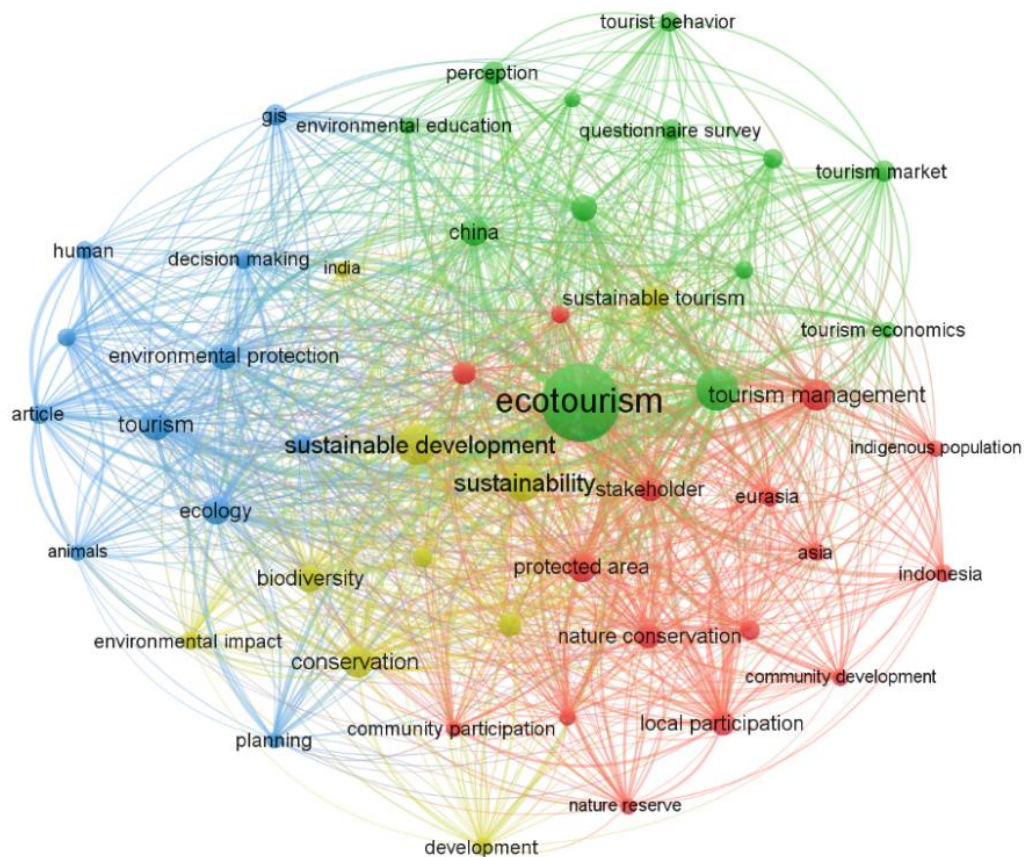 tourist behavior
perception
gis
environmental education
questionnaire survey
tourism market
china
human
decision making
india
sustainable tourism
tourism economics
environmental protection
ecotourism
tourism management
article
tourism
sustainable development
indigenous population
sustainability
stakeholder
eurasia
ecology
animals
biodiversity
protected area
asia
indonesia
environmental impact
nature conservation
conservation
community development
planning
community participation
local participation
nature reserve
development